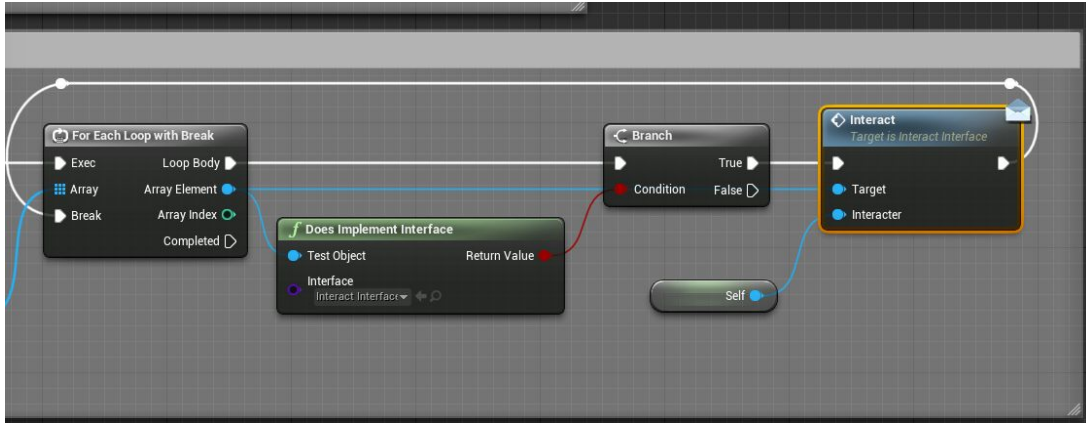 For Each Loop with Break
Exec
Loop Body
Array
Array Element
Break
Array Index
Completed
f Does Implement Interface
Test Object
Return Value
Interface
Interact Interface
Branch
True
Condition
False
Self
Interact
Target is Interact Interface
Target
Interacter